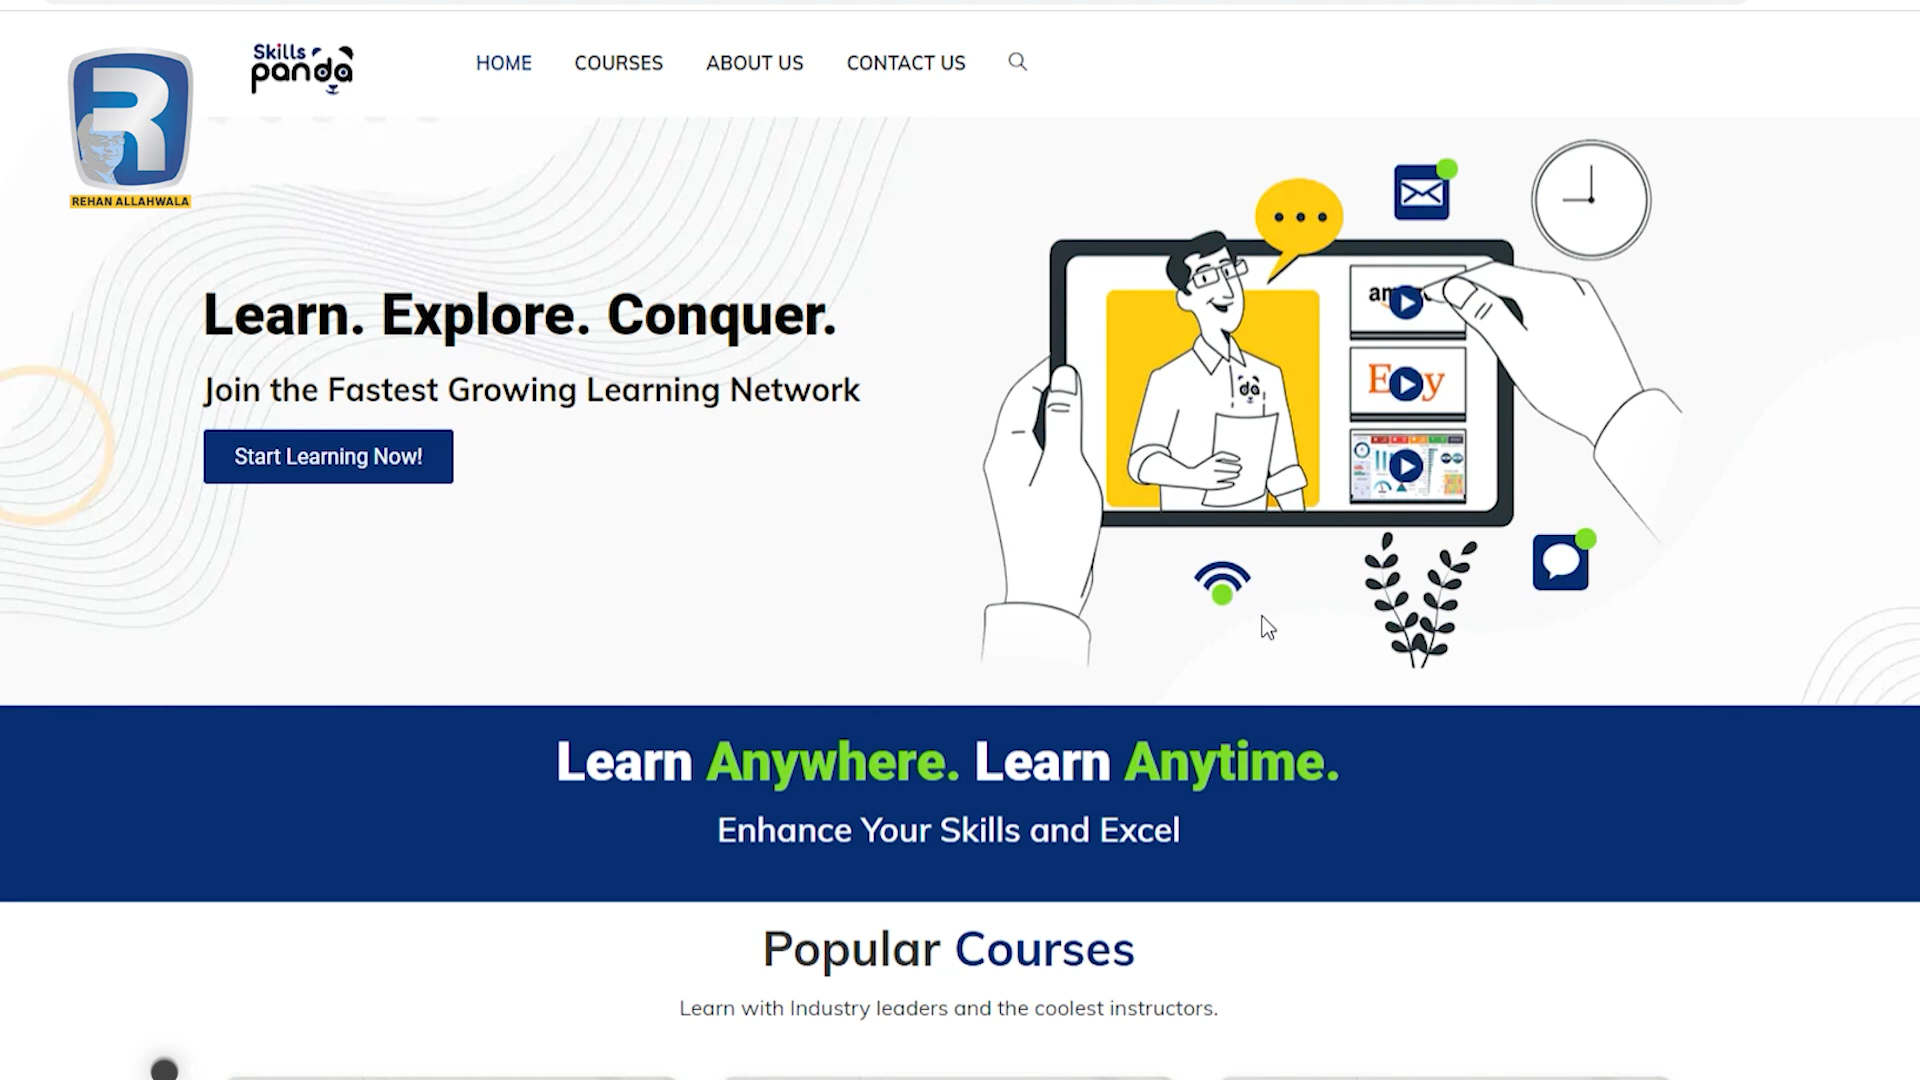 Skills
panda
HOME
COURSES
ABOUT US
CONTACT US
REHAN ALLAHWALA
Learn. Explore. Conquer.
Join the Fastest Growing Learning Network
Start Learning Now!
da
Learn Anywhere. Learn Anytime.
Enhance Your Skills and Excel
Popular Courses
Learn with Industry leaders and the coolest instructors.